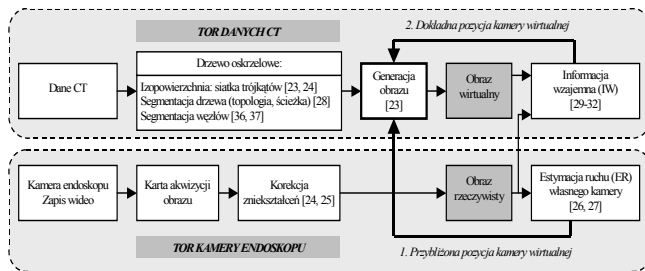 TOR DANYCH CT
2. Dokładna pozycja kamery wirtualnej
Dane CT
Drzewo oskrzelowe:
Izopowierzchnia: siatka trójkątów [23, 24]
Segmentacja drzewa (topologia, ścieżka) [28]
Segmentacja węzłów [36, 37]
Generacja
obrazu
[23]
Obraz
wirtualny
Informacja
wzajemna (IW)
[29-32]
Kamera endoskopu
Zapis wideo
Karta akwizycji
obrazu
Korekcja
zniekształceń [24, 25]
Obraz
rzeczywisty
Estymacja ruchu (ER)
własnego kamery
[26, 27]
TOR KAMERY ENDOSKOPU
1. Przybliżona pozycja kamery wirtualnej